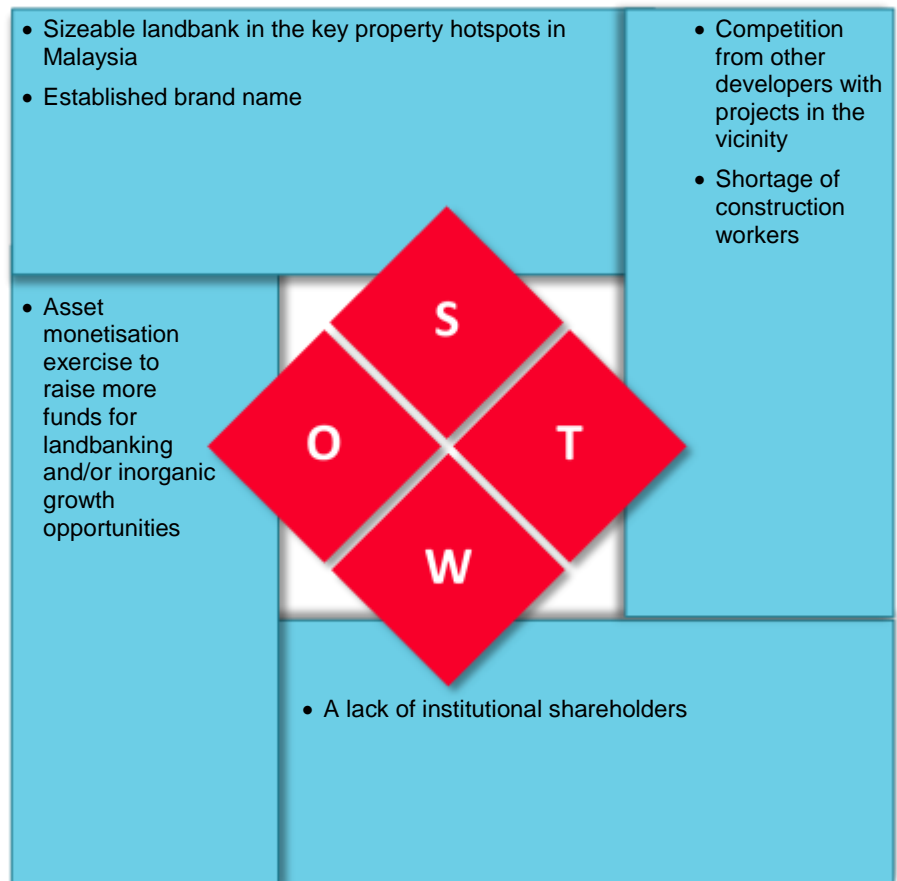 • Sizeable landbank in the key property hotspots in
Malaysia
• Established brand name
• Competition
from other
developers with
projects in the
vicinity
• Shortage of
construction
workers
• Asset
monetisation
exercise to
raise more
funds for
landbanking
and/or inorganic
growth
opportunities
S
O
T
W
• A lack of institutional shareholders